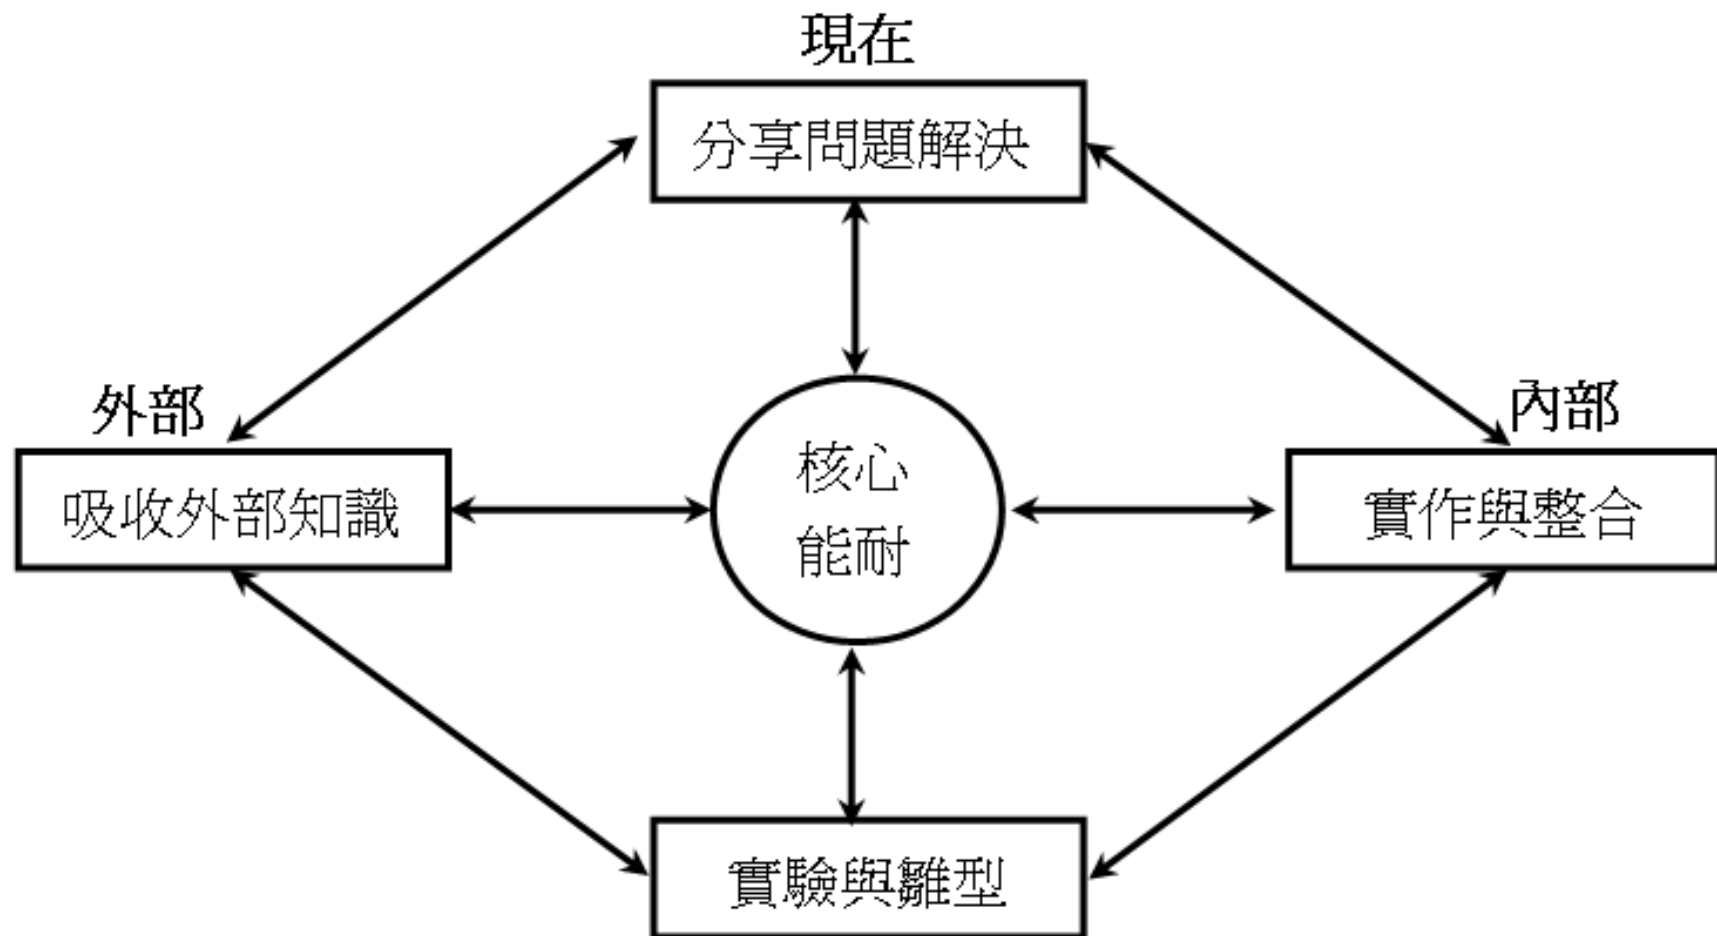 現在
分享問題解決
外部
內部
吸收外部知識
核心
能耐
實作與整合
實驗與雛型